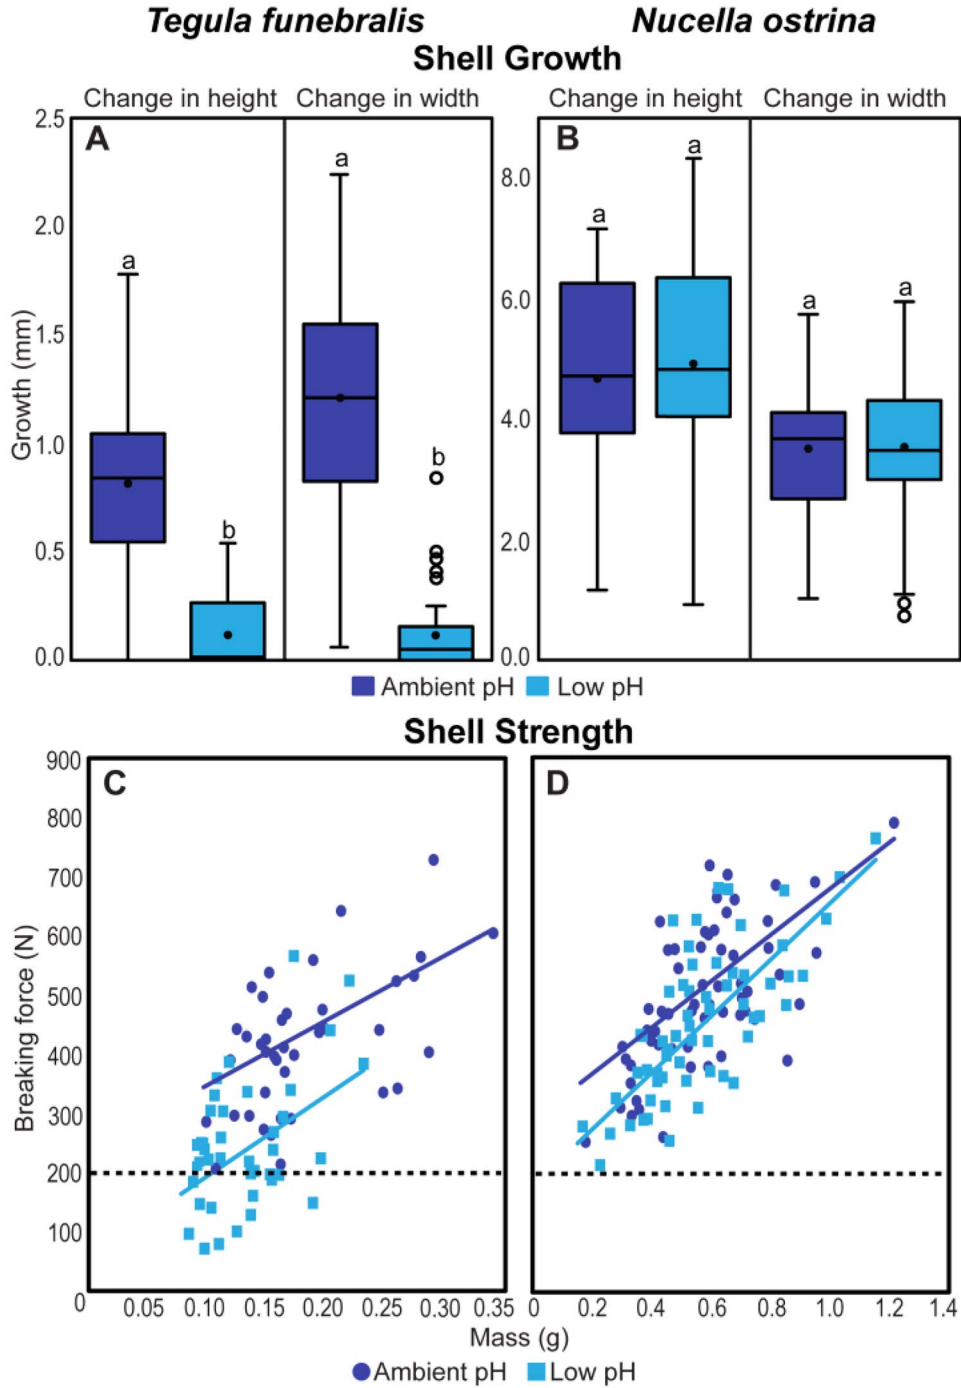 Tegula funebralis Nucella ostrina
Shell Growth
Change in height Change in width Change in height Change in width
A
B
Growth (mm)
2.5
2.0
1.5
1.0
0.5
0.0
a
b
a
b
8.0
6.0
4.0
2.0
0.0
a
a
a
a
Ambient pH Low pH
Shell Strength
C
D
Breaking force (N)
900
800
700
600
500
400
300
200
100
0
0.05 0.10 0.15 0.20 0.25 0.30 0.35
0 0.2 0.4 0.6 0.8 1.0 1.2 1.4
Mass (g)
Ambient pH Low pH